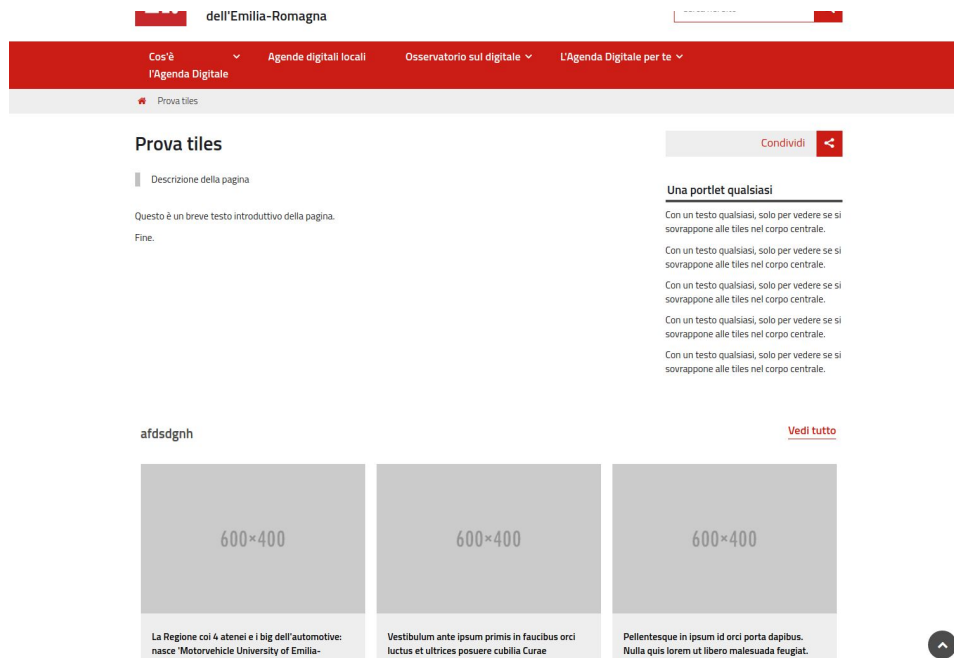 dell'Emilia-Romagna
Cos'è
l'Agenda Digitale
Agende digitali locali
Osservatorio sul digitale
L'Agenda Digitale per te
Prova tiles
Prova tiles
Condividi
Descrizione della pagina
Questo è un breve testo introduttivo della pagina.
Fine.
Una portlet qualsiasi
Con un testo qualsiasi, solo per vedere se si
sovrappone alle tiles nel corpo centrale.
Con un testo qualsiasi, solo per vedere se si
sovrappone alle tiles nel corpo centrale.
Con un testo qualsiasi, solo per vedere se si
sovrappone alle tiles nel corpo centrale.
Con un testo qualsiasi, solo per vedere se si
sovrappone alle tiles nel corpo centrale.
Con un testo qualsiasi, solo per vedere se si
sovrappone alle tiles nel corpo centrale.
afdsdgnh
Vedi tutto
600×400
600×400
600×400
La Regione coi 4 atenei e i big dell'automotive:
nasce 'Motorvehicle University of Emilia-
Vestibulum ante ipsum primis in faucibus orci
luctus et ultrices posuere cubilia Curae
Pellentesque in ipsum id orci porta dapibus.
Nulla quis lorem ut libero malesuada feugiat.